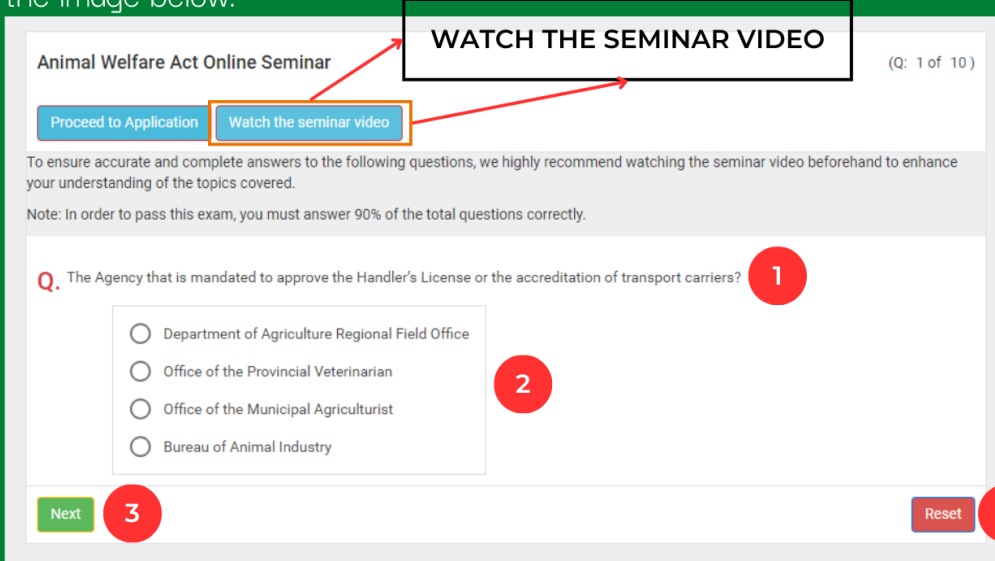 the image below.
WATCH THE SEMINAR VIDEO
Animal Welfare Act Online Seminar
(Q: 1 of 10 )
Proceed to Application
Watch the seminar video
To ensure accurate and complete answers to the following questions, we highly recommend watching the seminar video beforehand to enhance
your understanding of the topics covered.
Note: In order to pass this exam, you must answer 90% of the total questions correctly.
Q. The Agency that is mandated to approve the Handler's License or the accreditation of transport carriers?
1
Department of Agriculture Regional Field Office
Office of the Provincial Veterinarian
2
Office of the Municipal Agriculturist
Bureau of Animal Industry
Next
3
Reset